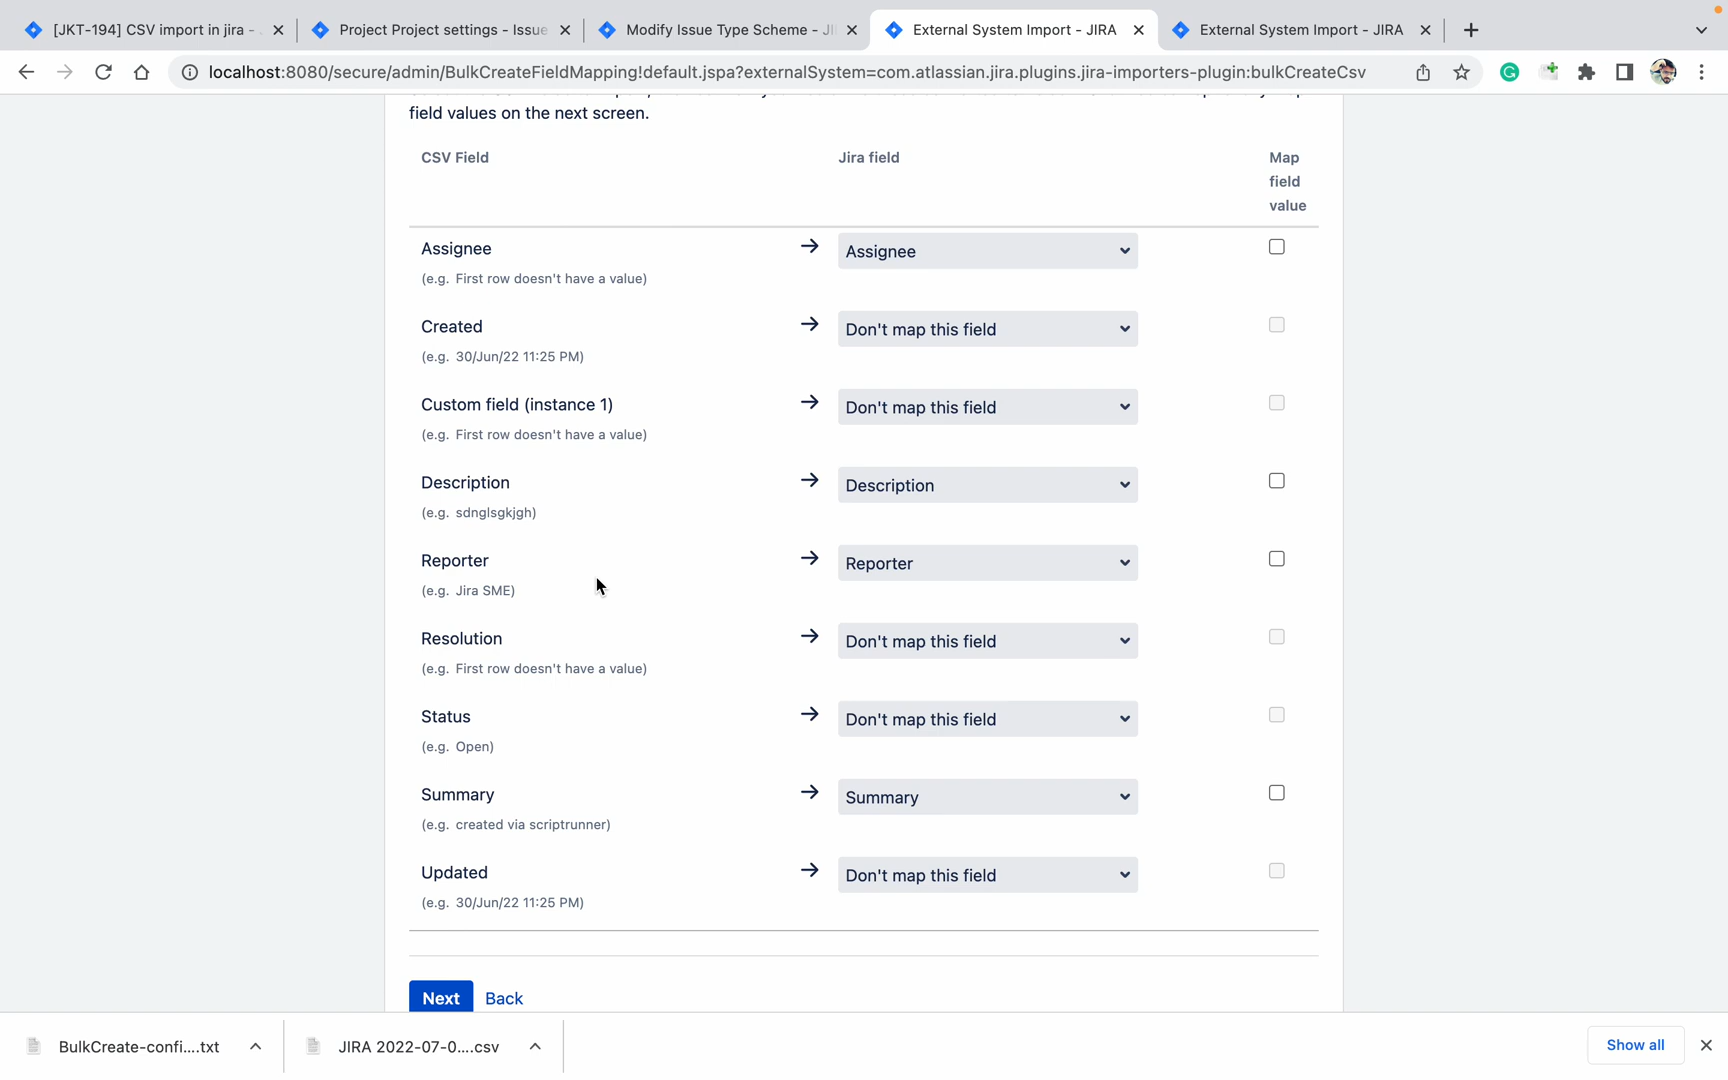 [JKT-194] CSV import in jira -
Project Project settings - Issue
Modify Issue Type Scheme - JI
External System Import - JIRA
External System Import - JIRA
localhost:8080/secure/admin/BulkCreateFieldMapping!default.jspa?externalSystem=com.atlassian.jira.plugins.jira-importers-plugin:bulkCreateCsv
field values on the next screen.
CSV Field
Jira field
Map
field
value
Assignee
Assignee
(e.g. First row doesn't have a value)
Created
Don't map this field
(e.g. 30/Jun/22 11:25 PM)
Custom field (instance 1)
Don't map this field
(e.g. First row doesn't have a value)
Description
Description
(e.g. sdnglsgkjgh)
Reporter
Reporter
(e.g. Jira SME)
Resolution
Don't map this field
(e.g. First row doesn't have a value)
Status
Don't map this field
(e.g. Open)
Summary
Summary
(e.g. created via scriptrunner)
Updated
Don't map this field
(e.g. 30/Jun/22 11:25 PM)
Next Back
BulkCreate-confi....txt
JIRA 2022-07-0....csv
Show all